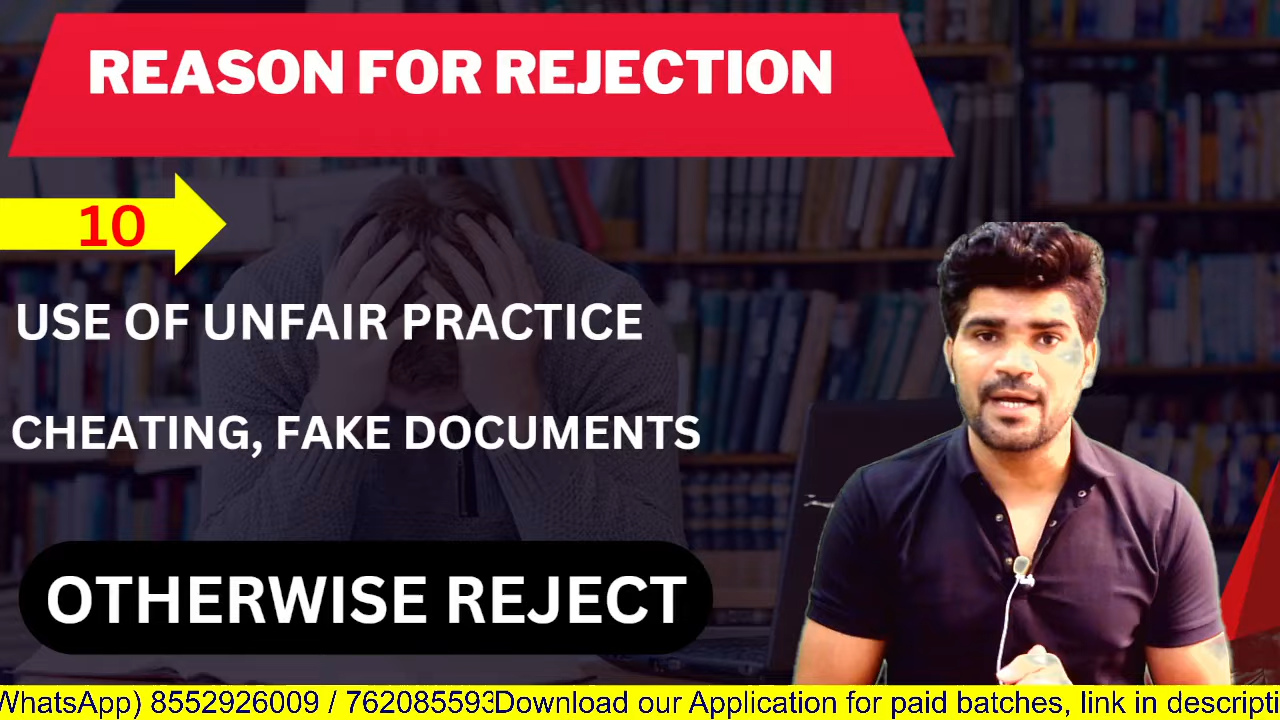 REASON FOR REJECTION
10
USE OF UNFAIR PRACTICE
CHEATING, FAKE DOCUMENTS
OTHERWISE REJECT
WhatsApp) 8552926009 / 762085593Download our Application for paid batches, link in descripti